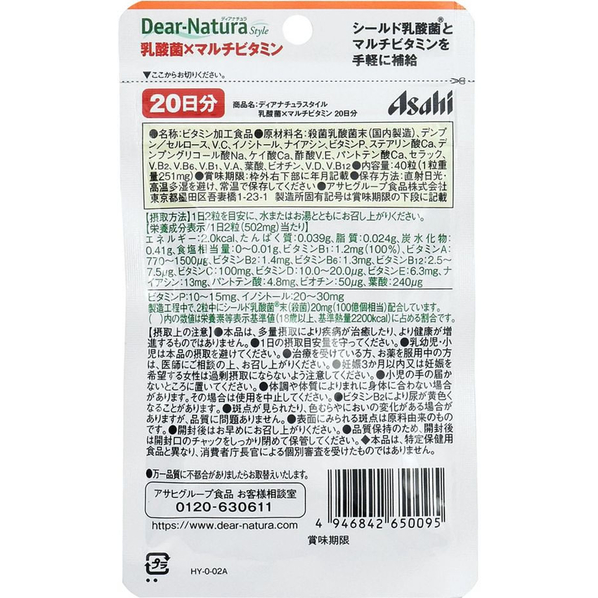 Dear-Natura Style
ディアナチュラ
乳酸菌×マルチビタミン
シールド乳酸菌®と
マルチビタミンを
手軽に補給
▼ここからお切りください。
20日分
商品名:ディアナチュラスタイル
乳酸菌×マルチビタミン 20日分
Asahi
●名称:ビタミン加工食品●原材料名:殺菌乳酸菌末(国内製造)、デンプ
ン/セルロース、V.C、イノシトール、ナイアシン、ビタミンP、ステアリン酸Ca、デ
ンプングリコール酸Na、ケイ酸Ca、酢酸V.E、パントテン酸Ca、セラック、
V.B2、V.B6、V.B1、V.A、葉酸、ビオチン、V.D、V.B12●内容量:40粒(1粒重量
251mg)●賞味期限:枠外右下部に年月記載●保存方法:直射日光・
高温多湿を避け、常温で保存してください。●アサヒグループ食品株式会社
東京都墨田区吾妻橋1-23-1 製造所固有記号は賞味期限の下段に記載
【摂取方法】1日2粒を目安に、水またはお湯とともにお召し上がりください。
【栄養成分表示/1日2粒(502mg)当たり】
エネルギー:2.0kcal、たんぱく質:0.039g、脂質:0.024g、炭水化物:
0.41g、食塩相当量:0〜0.01g、ビタミンB1:1.2mg(100%)、ビタミンA:
770〜1500μg、ビタミンB2:1.4mg、ビタミンB6:1.3mg、ビタミンB12:2.5〜
7.5μg、ビタミンC:100mg、ビタミンD:10.0〜20.0μg、ビタミンE:6.3mg、ナ
イアシン:13mg、パントテン酸:4.8mg、ビオチン:50μg、葉酸:240μg
ビタミンP:10〜15mg、イノシトール:20〜30mg
製造工程中で、2粒中にシールド乳酸菌®末(殺菌)20mg(100億個相当)配合しています。
( )内の数値は栄養素等表示基準値(18歳以上、基準熱量2200kcal)に占める割合です。
【摂取上の注意】●本品は、多量摂取により疾病が治癒したり、より健康が増
進するものではありません。●1日の摂取目安量を守ってください。●乳幼児・小
児は本品の摂取を避けてください。●治療を受けている方、お薬を服用中の方
は、医師にご相談の上、お召し上がりください。●妊娠3か月以内又は妊娠を
希望する女性は過剰摂取にならないよう注意してください。●小児の手の届か
ないところに置いてください。●体調や体質によりまれに身体に合わない場合
があります。その場合は使用を中止してください。●ビタミンB2により尿が黄色く
なることがあります。●斑点が見られたり、色むらやにおいの変化がある場合が
ありますが、品質に問題ありません。●表面にみられる斑点は原料由来のもの
です。●開封後はお早めにお召し上がりください。●品質保持のため、開封後
は開封口のチャックをしっかり閉めて保管してください。◆本品は、特定保健用
食品と異なり、消費者庁長官による個別審査を受けたものではありません。
●万一品質に不都合がありましたらお取替えいたします。
アサヒグループ食品 お客様相談室
0120-630611
www.dear-natura.com
4 946842 650095
賞味期限
プラ
HY-0-02A